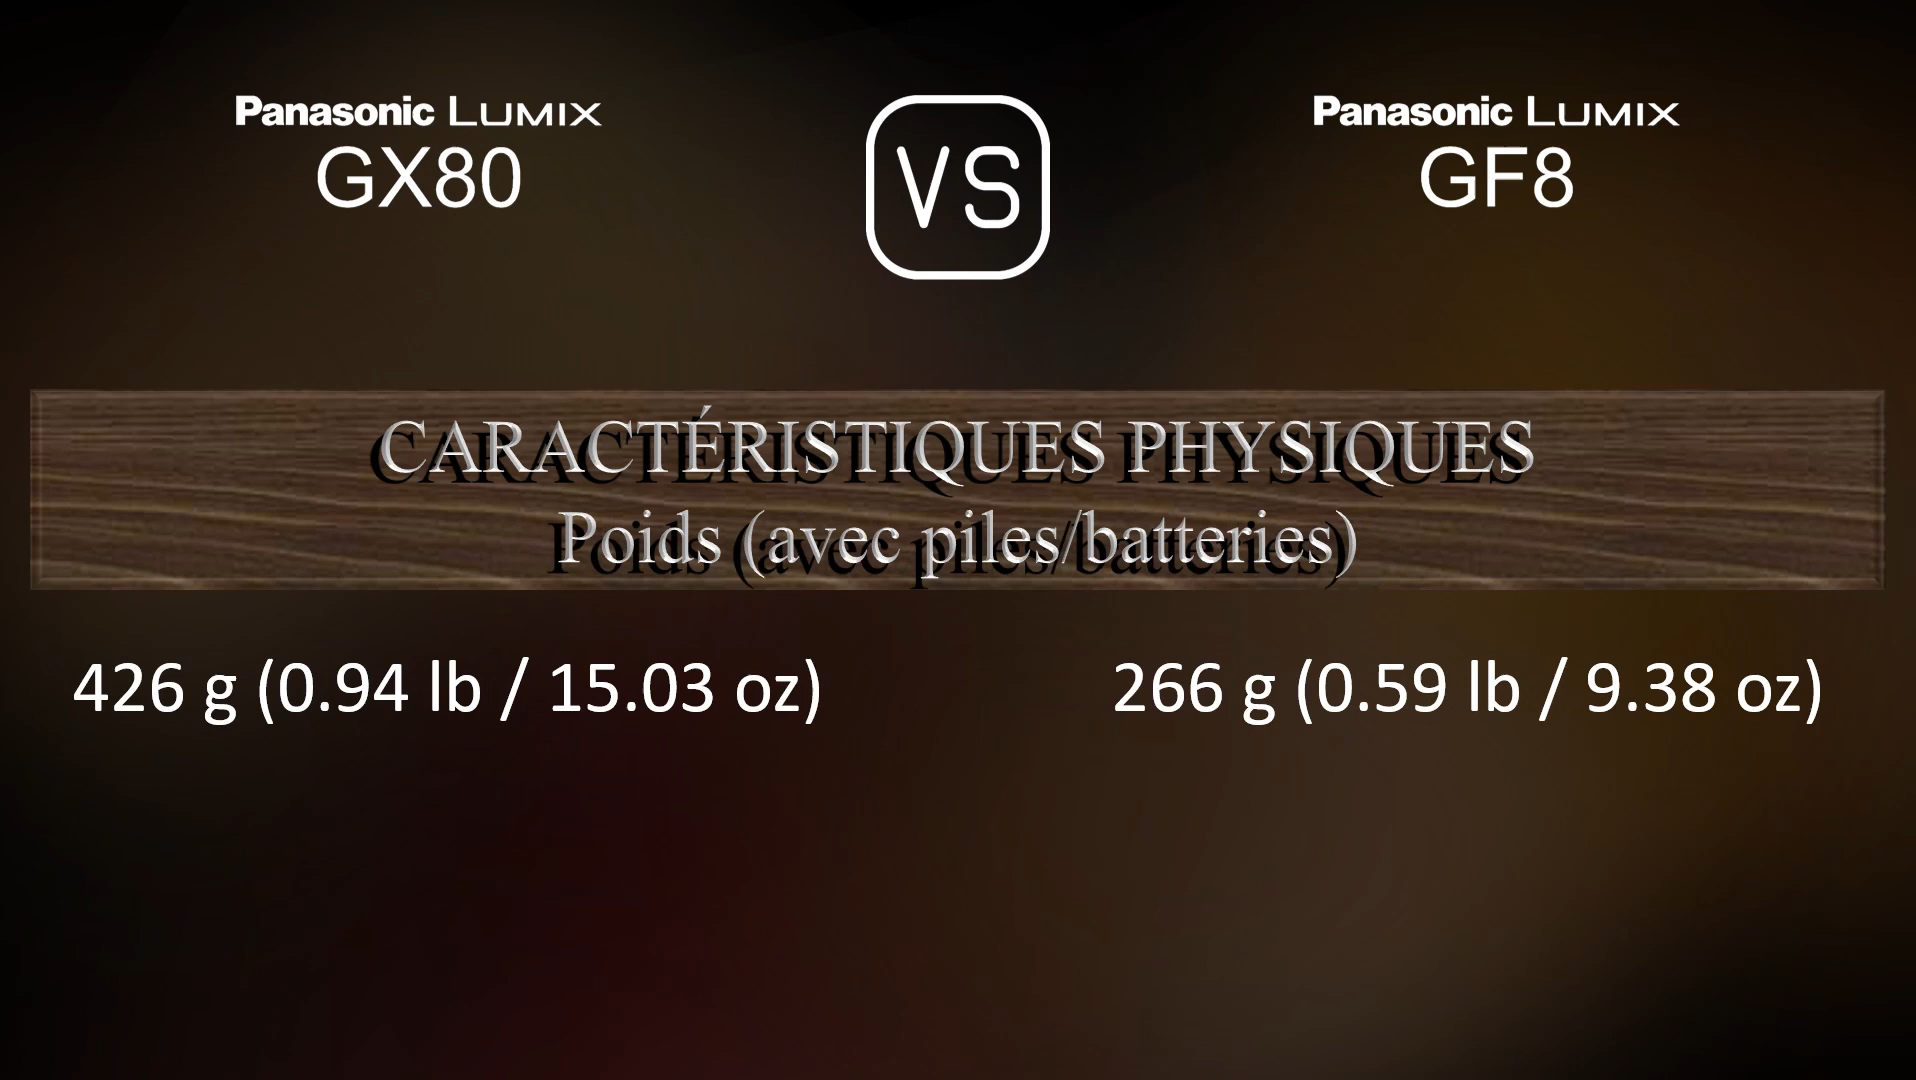 Panasonic LUMIX
GX80
VS
Panasonic LUMIX
GF8
CARACTÉRISTIQUES PHYSIQUES
Poids (avec piles/batteries)
426 g (0.94 lb / 15.03 oz)
266 g (0.59 lb / 9.38 oz)